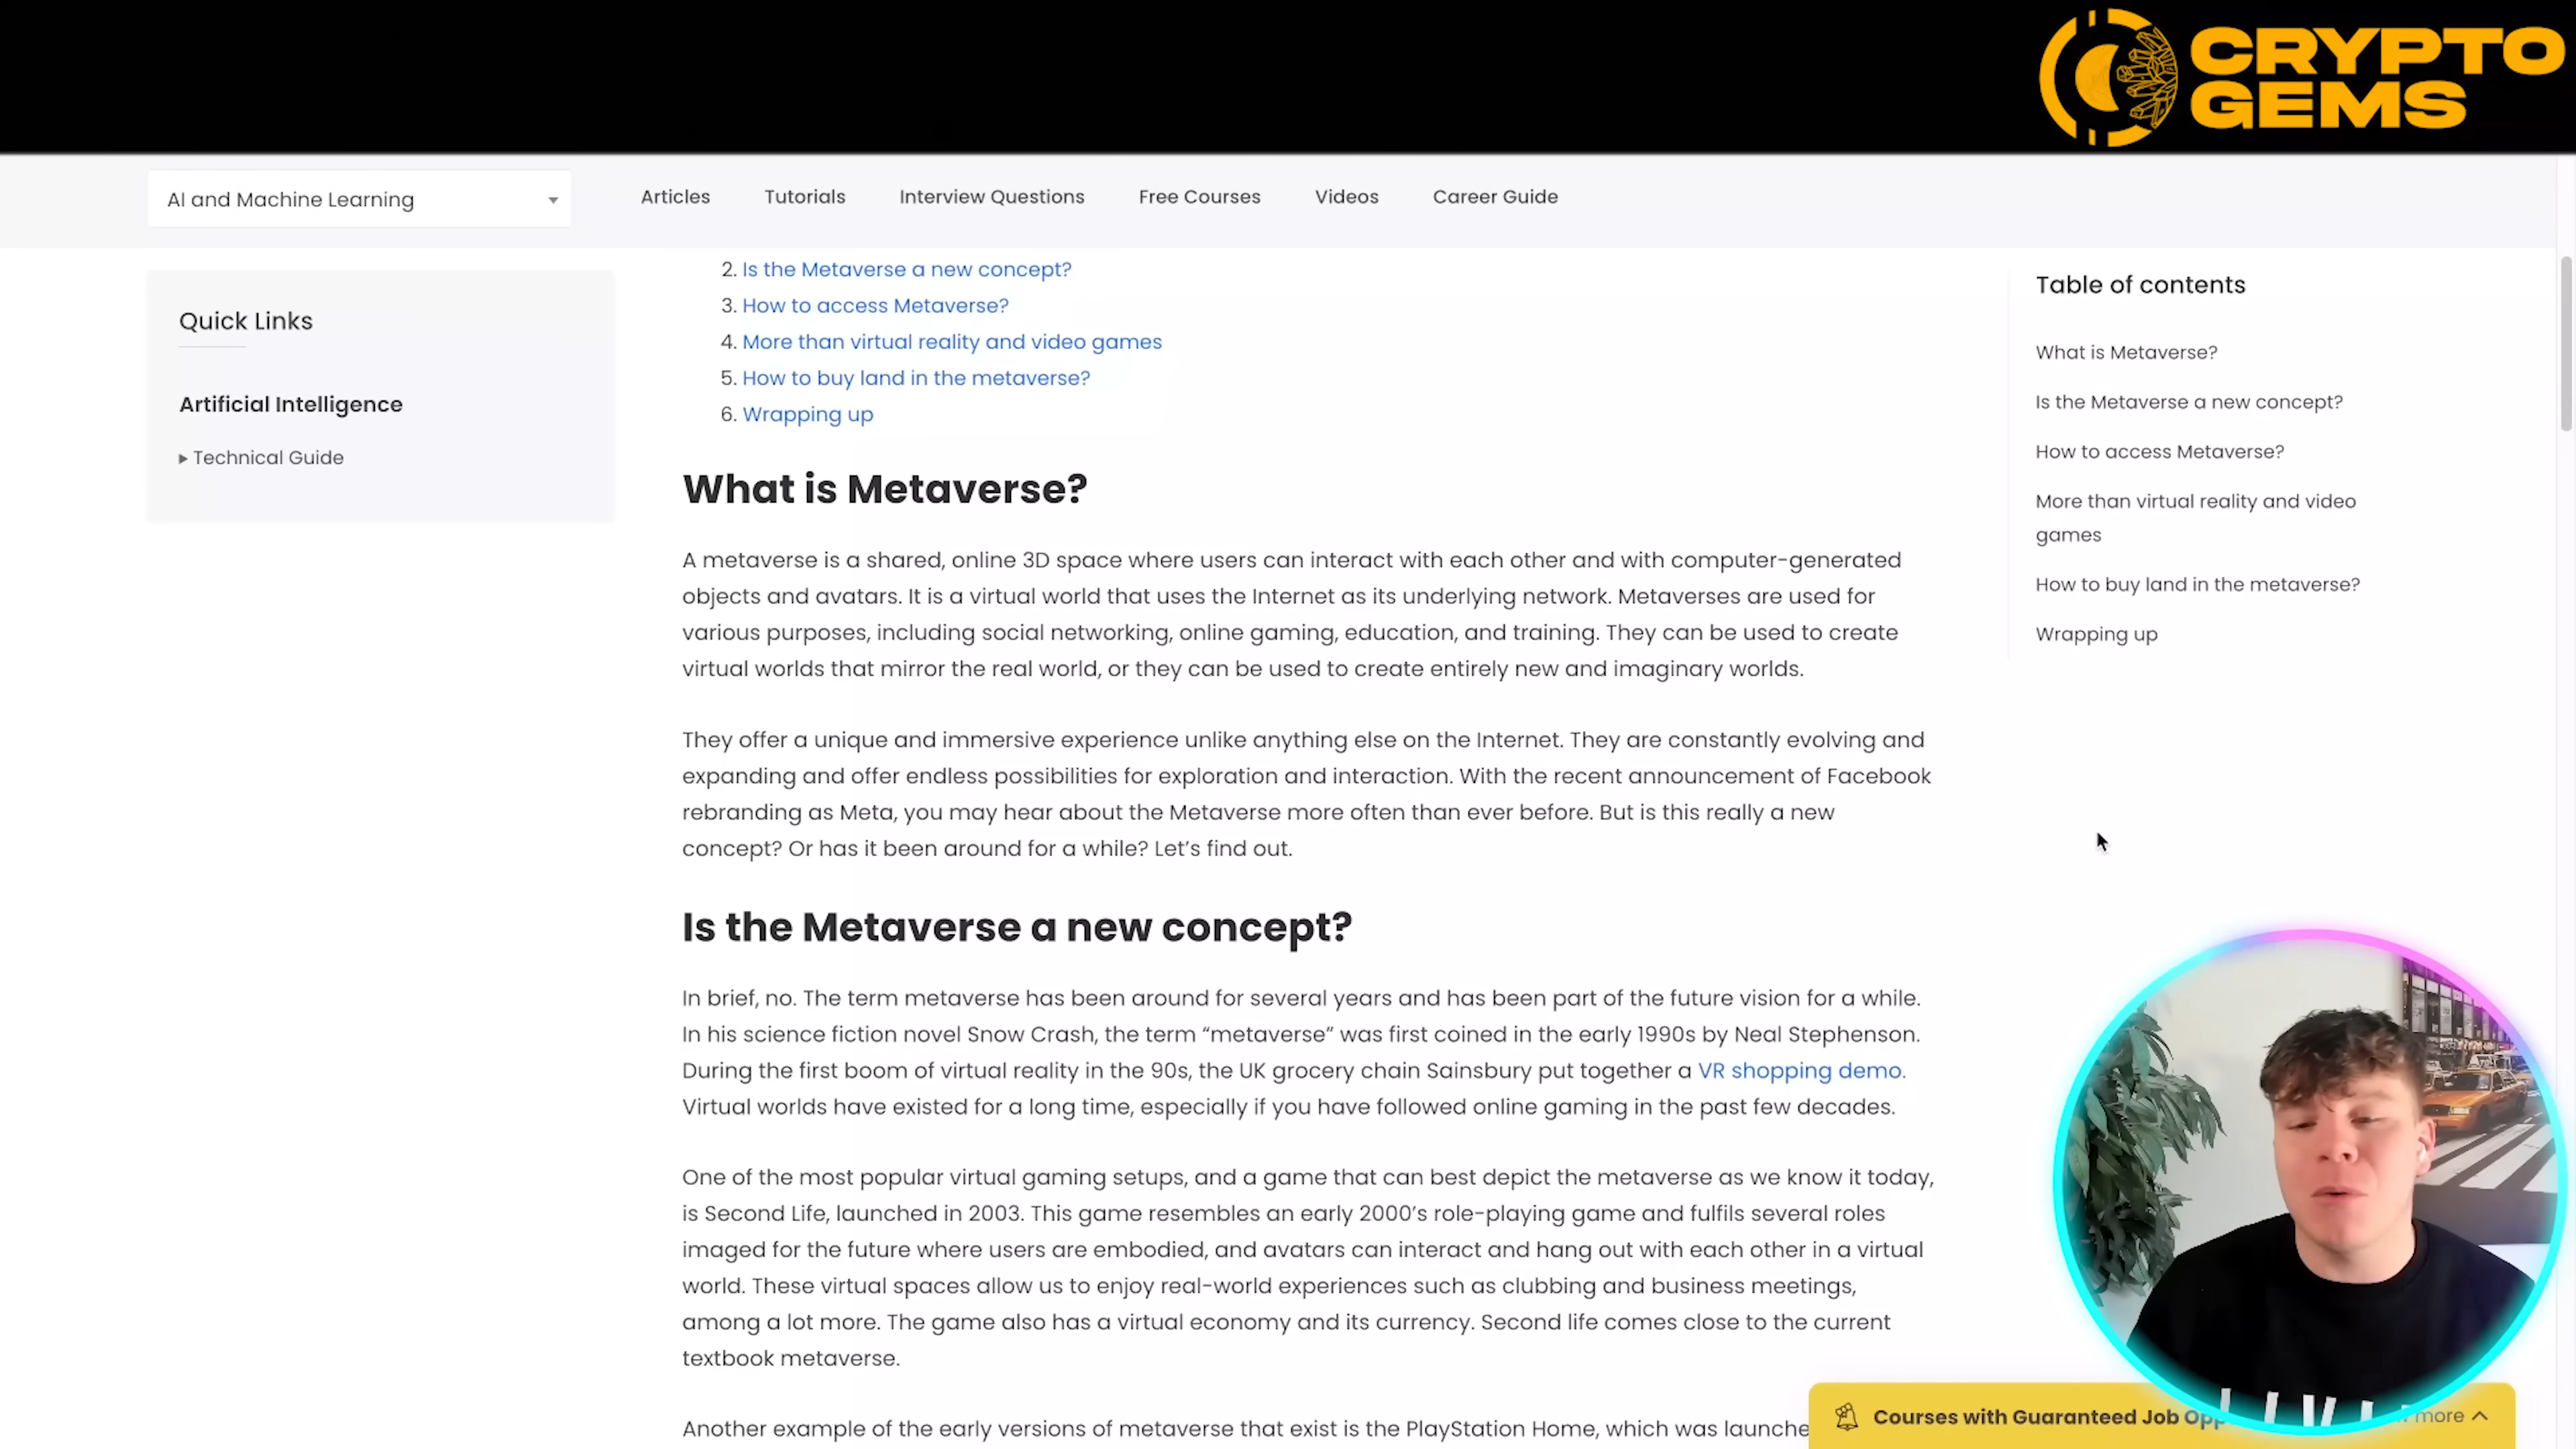 CRYPTO
GEMS
AI and Machine Learning
Articles
Tutorials
Interview Questions
Free Courses
Videos
Career Guide
Quick Links
Artificial Intelligence
Technical Guide
2. Is the Metaverse a new concept?
3. How to access Metaverse?
4. More than virtual reality and video games
5. How to buy land in the metaverse?
6. Wrapping up
What is Metaverse?
A metaverse is a shared, online 3D space where users can interact with each other and with computer-generated
objects and avatars. It is a virtual world that uses the Internet as its underlying network. Metaverses are used for
various purposes, including social networking, online gaming, education, and training. They can be used to create
virtual worlds that mirror the real world, or they can be used to create entirely new and imaginary worlds.
They offer a unique and immersive experience unlike anything else on the Internet. They are constantly evolving and
expanding and offer endless possibilities for exploration and interaction. With the recent announcement of Facebook
rebranding as Meta, you may hear about the Metaverse more often than ever before. But is this really a new
concept? Or has it been around for a while? Let's find out.
Is the Metaverse a new concept?
In brief, no. The term metaverse has been around for several years and has been part of the future vision for a while.
In his science fiction novel Snow Crash, the term “metaverse” was first coined in the early 1990s by Neal Stephenson.
During the first boom of virtual reality in the 90s, the UK grocery chain Sainsbury put together a VR shopping demo.
Virtual worlds have existed for a long time, especially if you have followed online gaming in the past few decades.
One of the most popular virtual gaming setups, and a game that can best depict the metaverse as we know it today,
is Second Life, launched in 2003. This game resembles an early 2000's role-playing game and fulfils several roles
imaged for the future where users are embodied, and avatars can interact and hang out with each other in a virtual
world. These virtual spaces allow us to enjoy real-world experiences such as clubbing and business meetings,
among a lot more. The game also has a virtual economy and its currency. Second life comes close to the current
textbook metaverse.
Another example of the early versions of metaverse that exist is the PlayStation Home, which was launche
Table of contents
What is Metaverse?
Is the Metaverse a new concept?
How to access Metaverse?
More than virtual reality and video
games
How to buy land in the metaverse?
Wrapping up
Courses with Guaranteed Job Opp
more